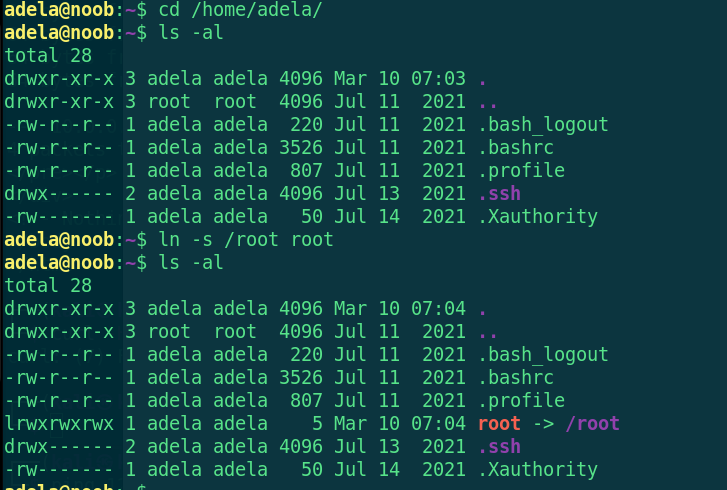 adela@noob:~$ cd /home/adela/
adela@noob:~$ ls -al
total 28
drwxr-xr-x 3 adela adela 4096 Mar 10 07:03 .
drwxr-xr-x 3 root  root  4096 Jul 11  2021 ..
-rw-r--r-- 1 adela adela  220 Jul 11  2021 .bash_logout
-rw-r--r-- 1 adela adela 3526 Jul 11  2021 .bashrc
-rw-r--r-- 1 adela adela  807 Jul 11  2021 .profile
drwx------ 2 adela adela 4096 Jul 13  2021 .ssh
-rw------- 1 adela adela   50 Jul 14  2021 .Xauthority
adela@noob:~$ ln -s /root root
adela@noob:~$ ls -al
total 28
drwxr-xr-x 3 adela adela 4096 Mar 10 07:04 .
drwxr-xr-x 3 root  root  4096 Jul 11  2021 ..
-rw-r--r-- 1 adela adela  220 Jul 11  2021 .bash_logout
-rw-r--r-- 1 adela adela 3526 Jul 11  2021 .bashrc
-rw-r--r-- 1 adela adela  807 Jul 11  2021 .profile
lrwxrwxrwx 1 adela adela    5 Mar 10 07:04 root -> /root
drwx------ 2 adela adela 4096 Jul 13  2021 .ssh
-rw------- 1 adela adela   50 Jul 14  2021 .Xauthority
adela@noob:~$